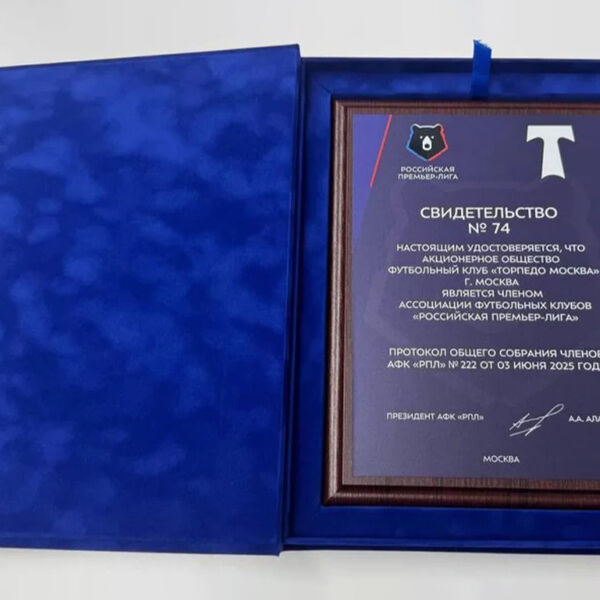 РОССИЙСКАЯ
ПРЕМЬЕР-ЛИГА
Т
СВИДЕТЕЛЬСТВО
№ 74
НАСТОЯЩИМ УДОСТОВЕРЯЕТСЯ, ЧТО
АКЦИОНЕРНОЕ ОБЩЕСТВО
ФУТБОЛЬНЫЙ КЛУБ «ТОРПЕДО МОСКВА»
Г. МОСКВА
ЯВЛЯЕТСЯ ЧЛЕНОМ
АССОЦИАЦИИ ФУТБОЛЬНЫХ КЛУБОВ
«РОССИЙСКАЯ ПРЕМЬЕР-ЛИГА»
ПРОТОКОЛ ОБЩЕГО СОБРАНИЯ ЧЛЕНОВ
АФК «РПЛ» № 222 ОТ 03 ИЮНЯ 2025 ГОД
ПРЕЗИДЕНТ АФК «РПЛ»
А.А. АЛА
МОСКВА